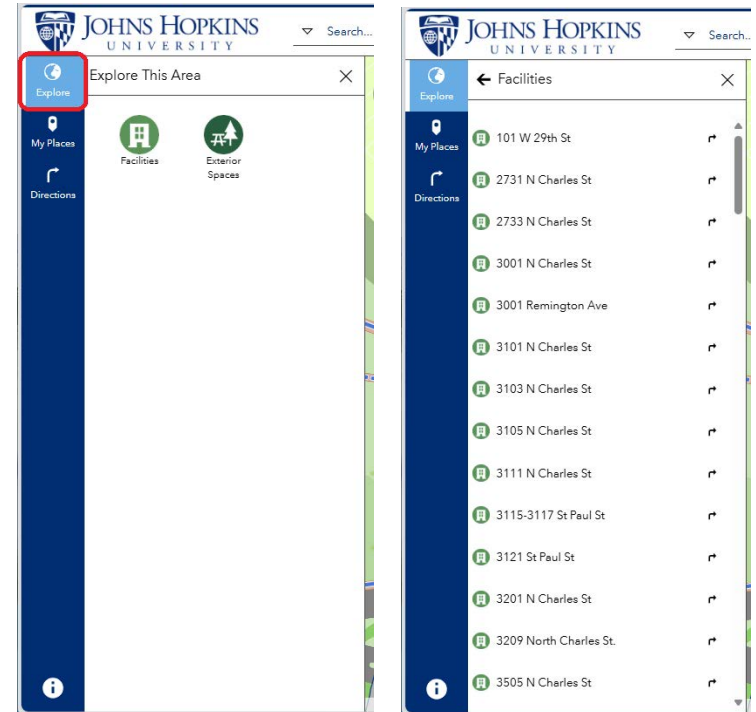 JOHNS HOPKINS
UNIVERSITY
Search...
Explore
Explore This Area
My Places
Directions
Facilities
Exterior
Spaces
JOHNS HOPKINS
UNIVERSITY
Search...
Explore
Facilities
My Places
Directions
101 W 29th St
2731 N Charles St
2733 N Charles St
3001 N Charles St
3001 Remington Ave
3101 N Charles St
3103 N Charles St
3105 N Charles St
3111 N Charles St
3115-3117 St Paul St
3121 St Paul St
3201 N Charles St
3209 North Charles St.
3505 N Charles St